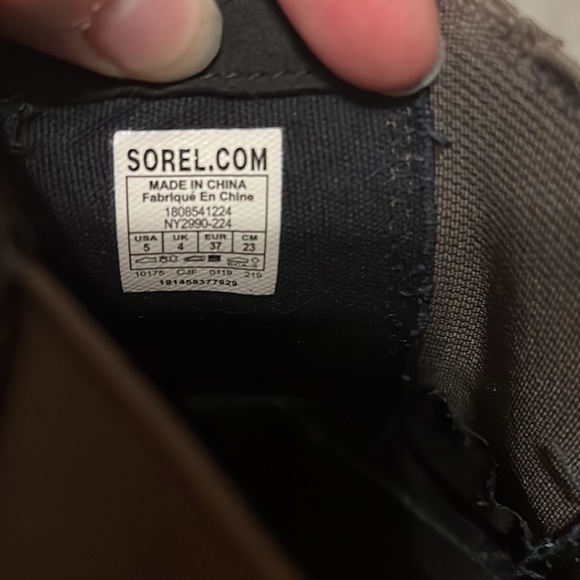 SOREL.COM
MADE IN CHINA
Fabriqué En Chine
1808541224
NY2990-224
USA UK EUR CM
5 4 37 23
10175 CJF 0119 219
191458377929